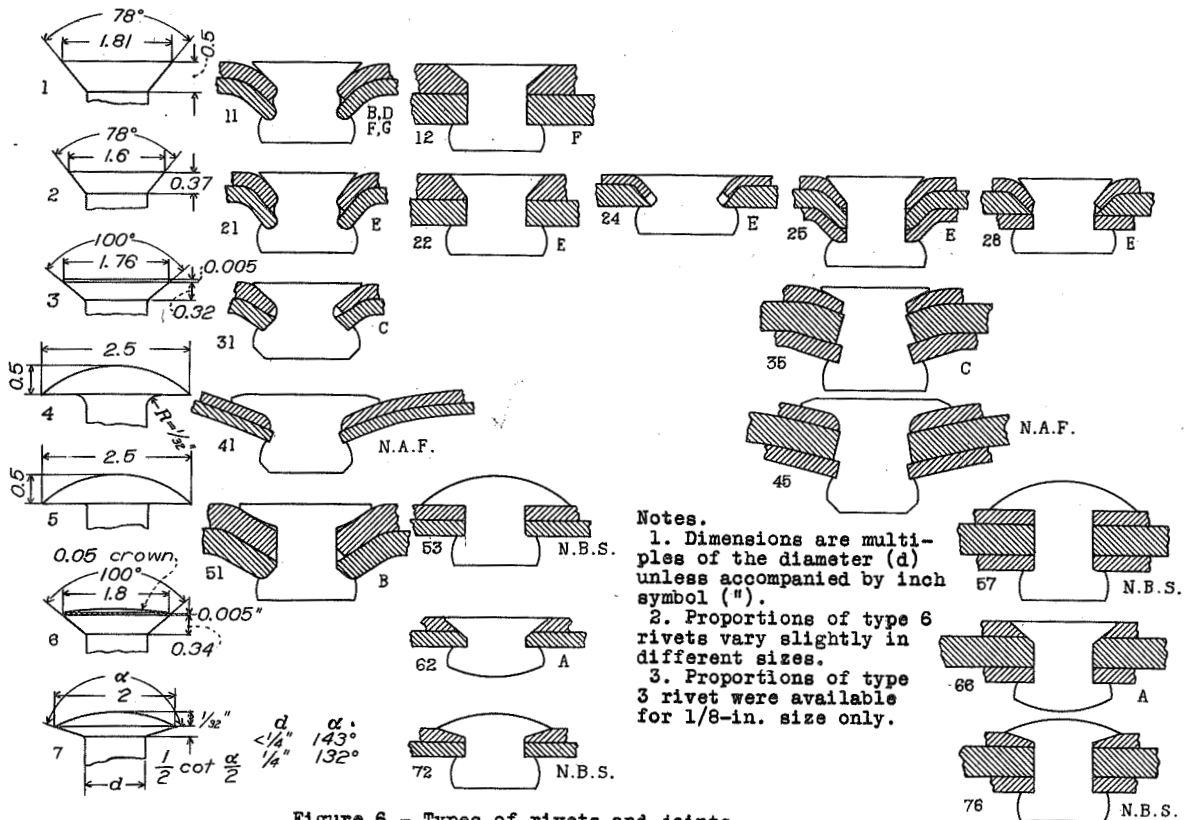 78°
1.81
0.5
1
11
B,D
F,G
12
F
78°
1.6
0.37
2
21
E
22
E
24
E
25
E
28
E
100°
1.76
0.005
0.32
3
31
C
35
C
2.5
0.5
4
R=1/32"
41
N.A.F.
45
N.A.F.
2.5
0.5
5
51
B
53
N.B.S.
57
N.B.S.
0.05 crown
100°
1.8
0.005"
0.34
6
62
A
66
A
α
2
1/32"
7
d
1/2 cot α/2
d α.
<1/4" 143°
1/4" 132°
72
N.B.S.
76
N.B.S.
Notes.
1. Dimensions are multi-
ples of the diameter (d)
unless accompanied by inch
symbol (").
2. Proportions of type 6
rivets vary slightly in
different sizes.
3. Proportions of type
3 rivet were available
for 1/8-in. size only.
Figure 6 - Types of rivets and joints